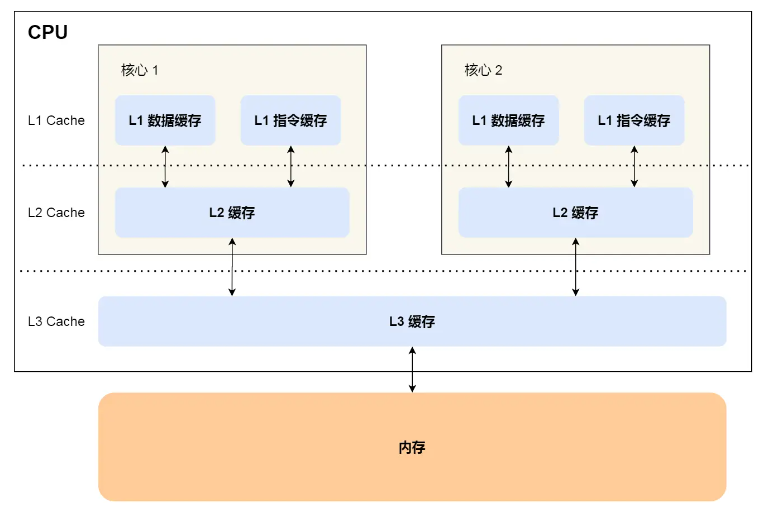 CPU
核心 1
核心 2
L1 Cache
L1 数据缓存
L1 指令缓存
L1 数据缓存
L1 指令缓存
L2 Cache
L2 缓存
L2 缓存
L3 Cache
L3 缓存
内存